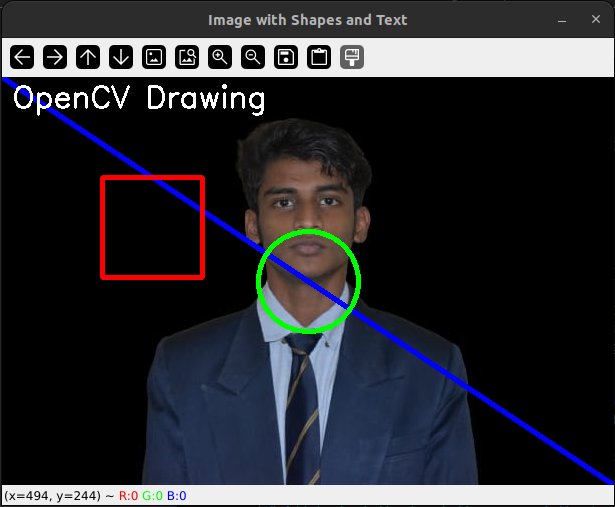 Image with Shapes and Text
OpenCV Drawing
(x=494, y=244) ~ R:0 G:0 B:0